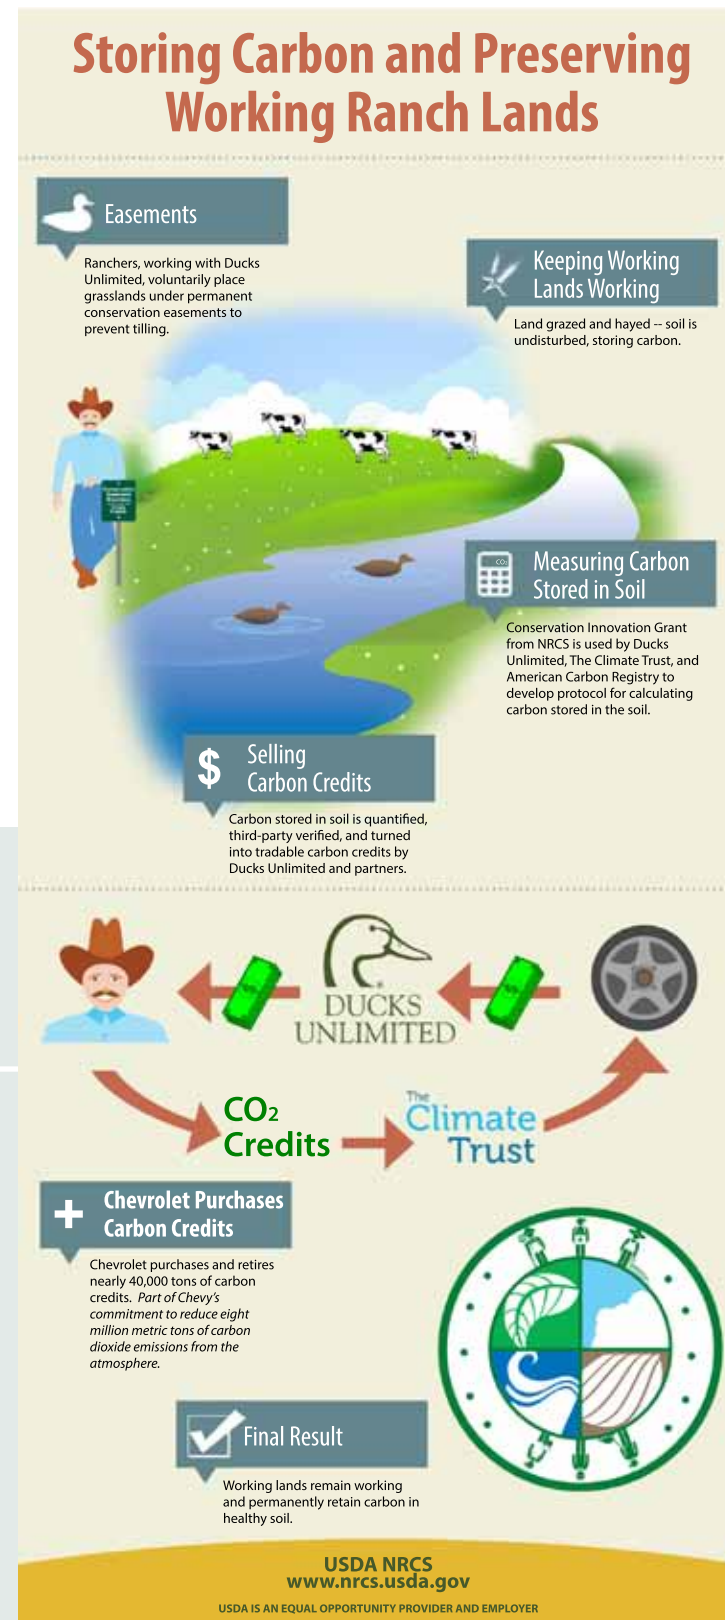 Storing Carbon and Preserving
Working Ranch Lands
Easements
Ranchers, working with Ducks
Unlimited, voluntarily place
grasslands under permanent
conservation easements to
prevent tilling.
Keeping Working
Lands Working
Land grazed and hayed -- soil is
undisturbed, storing carbon.
Measuring Carbon
Stored in Soil
CO₂
Conservation Innovation Grant
from NRCS is used by Ducks
Unlimited, The Climate Trust, and
American Carbon Registry to
develop protocol for calculating
carbon stored in the soil.
$ Selling
Carbon Credits
Carbon stored in soil is quantified,
third-party verified, and turned
into tradable carbon credits by
Ducks Unlimited and partners.
DUCKS
UNLIMITED
CO2
Credits
The
Climate
Trust
+ Chevrolet Purchases
Carbon Credits
Chevrolet purchases and retires
nearly 40,000 tons of carbon
credits. Part of Chevy's
commitment to reduce eight
million metric tons of carbon
dioxide emissions from the
atmosphere.
Final Result
Working lands remain working
and permanently retain carbon in
healthy soil.
USDA NRCS
www.nrcs.usda.gov
USDA IS AN EQUAL OPPORTUNITY PROVIDER AND EMPLOYER